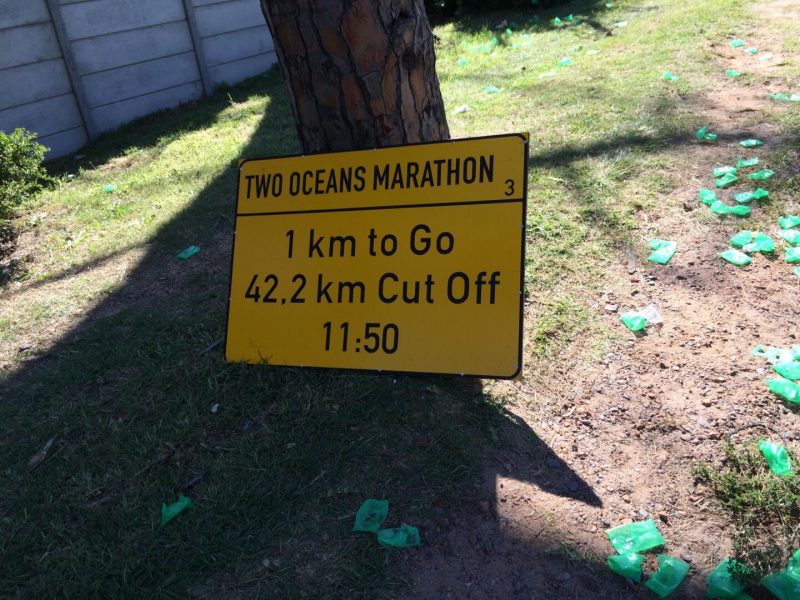 TWO OCEANS MARATHON 3
1 km to Go
42,2 km Cut Off
11:50